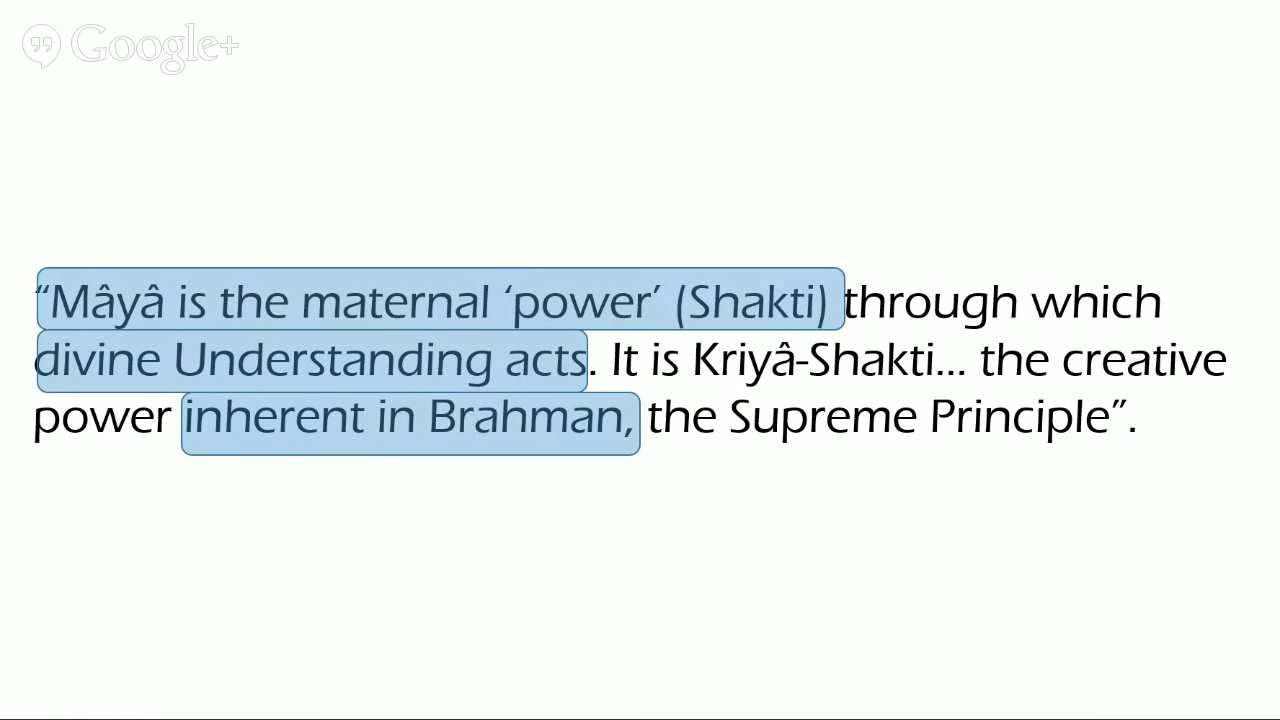 Google+
“Mâyâ is the maternal ‘power’ (Shakti) through which
divine Understanding acts. It is Kriyâ-Shakti... the creative
power inherent in Brahman, the Supreme Principle”.